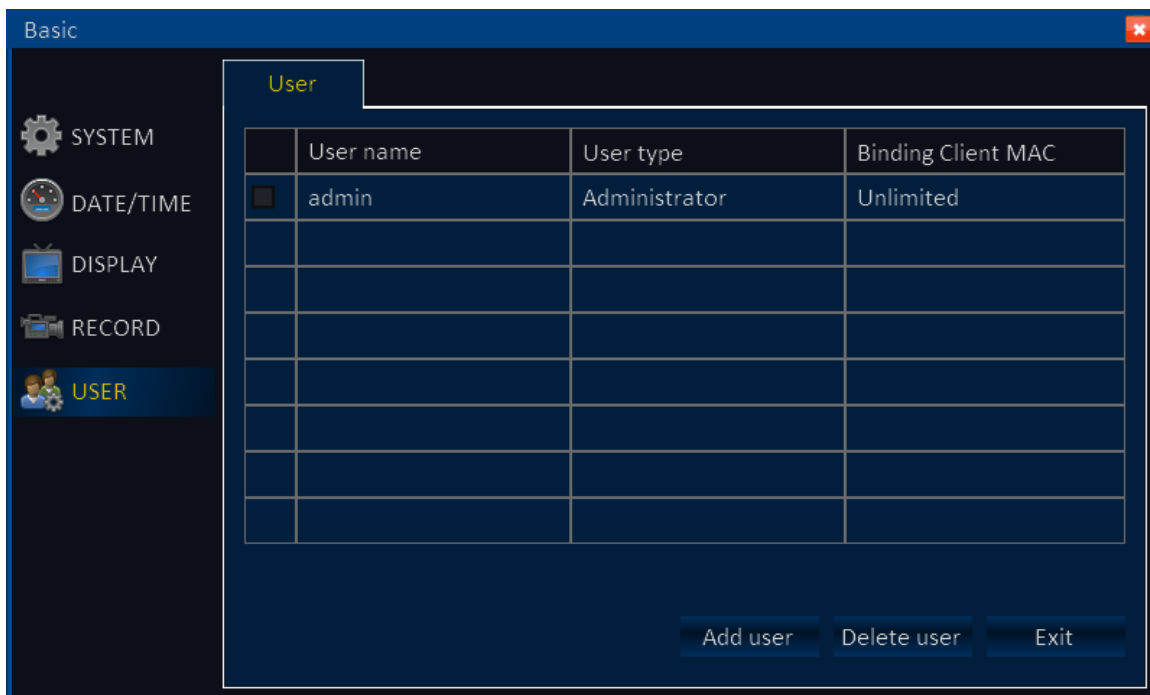 Basic
User
SYSTEM
DATE/TIME
DISPLAY
RECORD
USER
User name User type Binding Client MAC
admin Administrator Unlimited
Add user Delete user Exit